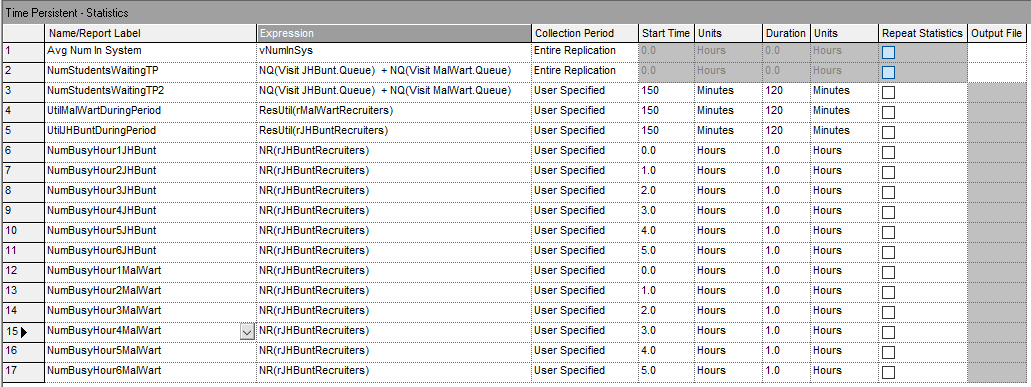 Time Persistent - Statistics
Name/Report Label Expression Collection Period Start Time Units Duration Units Repeat Statistics Output File
1 Avg Num In System vNumInSys Entire Replication 0.0 Hours 0.0 Hours
2 NumStudentsWaitingTP NQ(Visit JHBunt.Queue) + NQ(Visit MalWart.Queue) Entire Replication 0.0 Hours 0.0 Hours
3 NumStudentsWaitingTP2 NQ(Visit JHBunt.Queue) + NQ(Visit MalWart.Queue) User Specified 150 Minutes 120 Minutes
4 UtilMalWartDuringPeriod ResUtil(rMalWartRecruiters) User Specified 150 Minutes 120 Minutes
5 UtilJHBuntDuringPeriod ResUtil(rJHBuntRecruiters) User Specified 150 Minutes 120 Minutes
6 NumBusyHour1JHBunt NR(rJHBuntRecruiters) User Specified 0.0 Hours 1.0 Hours
7 NumBusyHour2JHBunt NR(rJHBuntRecruiters) User Specified 1.0 Hours 1.0 Hours
8 NumBusyHour3JHBunt NR(rJHBuntRecruiters) User Specified 2.0 Hours 1.0 Hours
9 NumBusyHour4JHBunt NR(rJHBuntRecruiters) User Specified 3.0 Hours 1.0 Hours
10 NumBusyHour5JHBunt NR(rJHBuntRecruiters) User Specified 4.0 Hours 1.0 Hours
11 NumBusyHour6JHBunt NR(rJHBuntRecruiters) User Specified 5.0 Hours 1.0 Hours
12 NumBusyHour1MalWart NR(rJHBuntRecruiters) User Specified 0.0 Hours 1.0 Hours
13 NumBusyHour2MalWart NR(rJHBuntRecruiters) User Specified 1.0 Hours 1.0 Hours
14 NumBusyHour3MalWart NR(rJHBuntRecruiters) User Specified 2.0 Hours 1.0 Hours
15 NumBusyHour4MalWart NR(rJHBuntRecruiters) User Specified 3.0 Hours 1.0 Hours
16 NumBusyHour5MalWart NR(rJHBuntRecruiters) User Specified 4.0 Hours 1.0 Hours
17 NumBusyHour6MalWart NR(rJHBuntRecruiters) User Specified 5.0 Hours 1.0 Hours